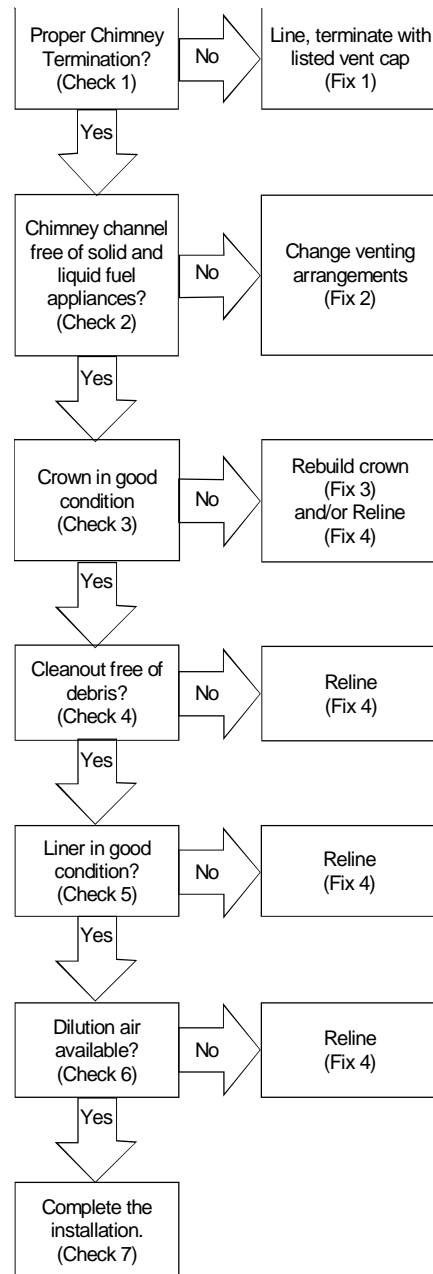 Proper Chimney
Termination?
(Check 1)
No
Line, terminate with
listed vent cap
(Fix 1)
Yes
Chimney channel
free of solid and
liquid fuel
appliances?
(Check 2)
No
Change venting
arrangements
(Fix 2)
Yes
Crown in good
condition
(Check 3)
No
Rebuild crown
(Fix 3)
and/or Reline
(Fix 4)
Yes
Cleanout free of
debris?
(Check 4)
No
Reline
(Fix 4)
Yes
Liner in good
condition?
(Check 5)
No
Reline
(Fix 4)
Yes
Dilution air
available?
(Check 6)
No
Reline
(Fix 4)
Yes
Complete the
installation.
(Check 7)